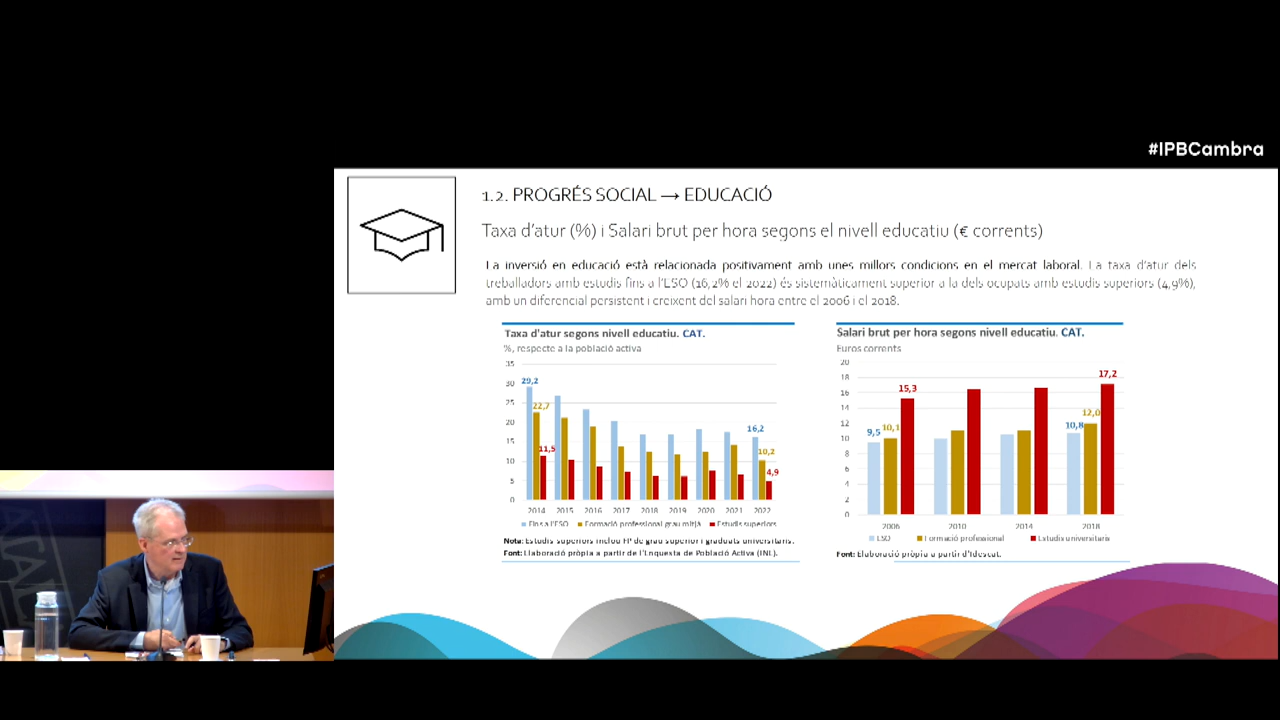 #IPBCambra
1.2. PROGRÉS SOCIAL → EDUCACIÓ
Taxa d'atur (%) i Salari brut per hora segons el nivell educatiu (€ corrents)
La inversió en educació està relacionada positivament amb unes millors condicions en el mercat laboral. La taxa d'atur dels
treballadors amb estudis fins a l'ESO (16,2% el 2022) és sistemàticament superior a la dels ocupats amb estudis superiors (4,9%),
amb un diferencial persistent i creixent del salari hora entre el 2006 i el 2018.
Taxa d'atur segons nivell educatiu. CAT.
%, respecte a la població activa
35
30
25
20
15
10
5
0
29,2
22,7
11,5
16,2
10,2
4,9
2014 2015 2016 2017 2018 2019 2020 2021 2022
Fins a l'ESO Formació professional grau mitjà Estudis superiors
Nota: Estudis superiors inclou FP de grau superior i graduats universitaris.
Font: Elaboració pròpia a partir de l'Enquesta de Població Activa (INE).
Salari brut per hora segons nivell educatiu. CAT.
Euros corrents
20
18
16
14
12
10
8
6
4
2
0
9,5
10,1
15,3
10,8
12,0
17,2
2006 2010 2014 2018
ESO Formació professional Estudis universitaris
Font: Elaboració pròpia a partir d'Idescat.